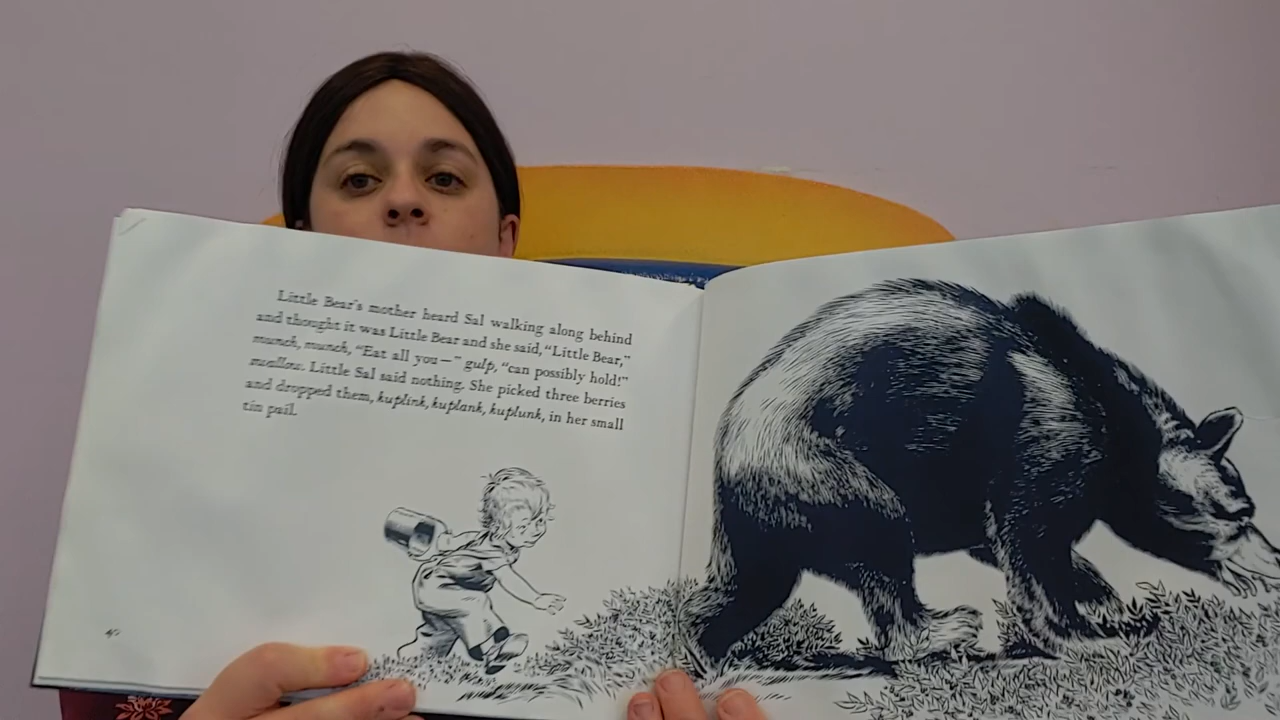 Little Bear's mother heard Sal walking along behind
and thought it was Little Bear and she said, "Little Bear,"
munch, munch, "Eat all you—" gulp, "can possibly hold!"
swallow. Little Sal said nothing. She picked three berries
and dropped them, kuplink, kuplank, kuplunk, in her small
tin pail.